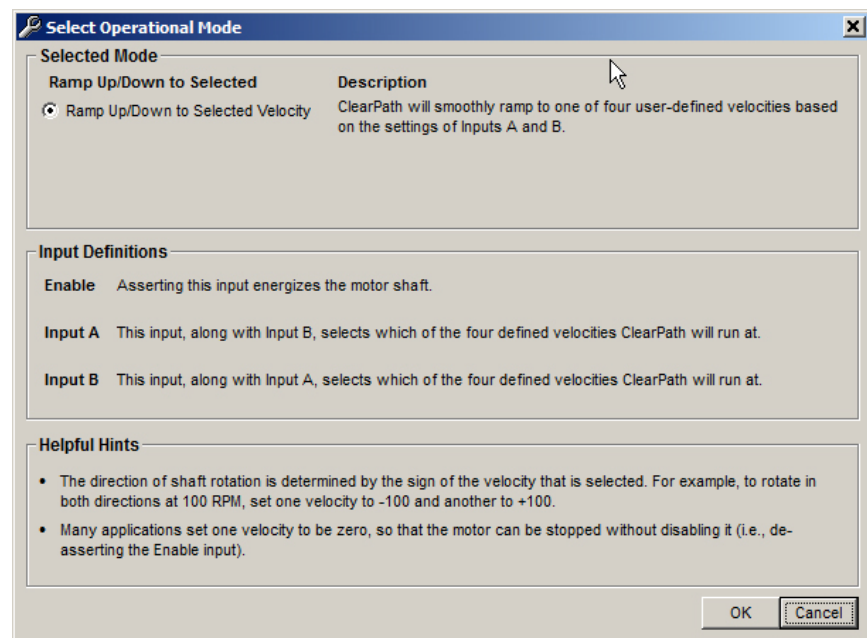 Select Operational Mode
Selected Mode
Ramp Up/Down to Selected
Description
Ramp Up/Down to Selected Velocity
ClearPath will smoothly ramp to one of four user-defined velocities based
on the settings of Inputs A and B.
Input Definitions
Enable Asserting this input energizes the motor shaft.
Input A This input, along with Input B, selects which of the four defined velocities ClearPath will run at.
Input B This input, along with Input A, selects which of the four defined velocities ClearPath will run at.
Helpful Hints
• The direction of shaft rotation is determined by the sign of the velocity that is selected. For example, to rotate in
both directions at 100 RPM, set one velocity to -100 and another to +100.
• Many applications set one velocity to be zero, so that the motor can be stopped without disabling it (i.e., de-
asserting the Enable input).
OK Cancel